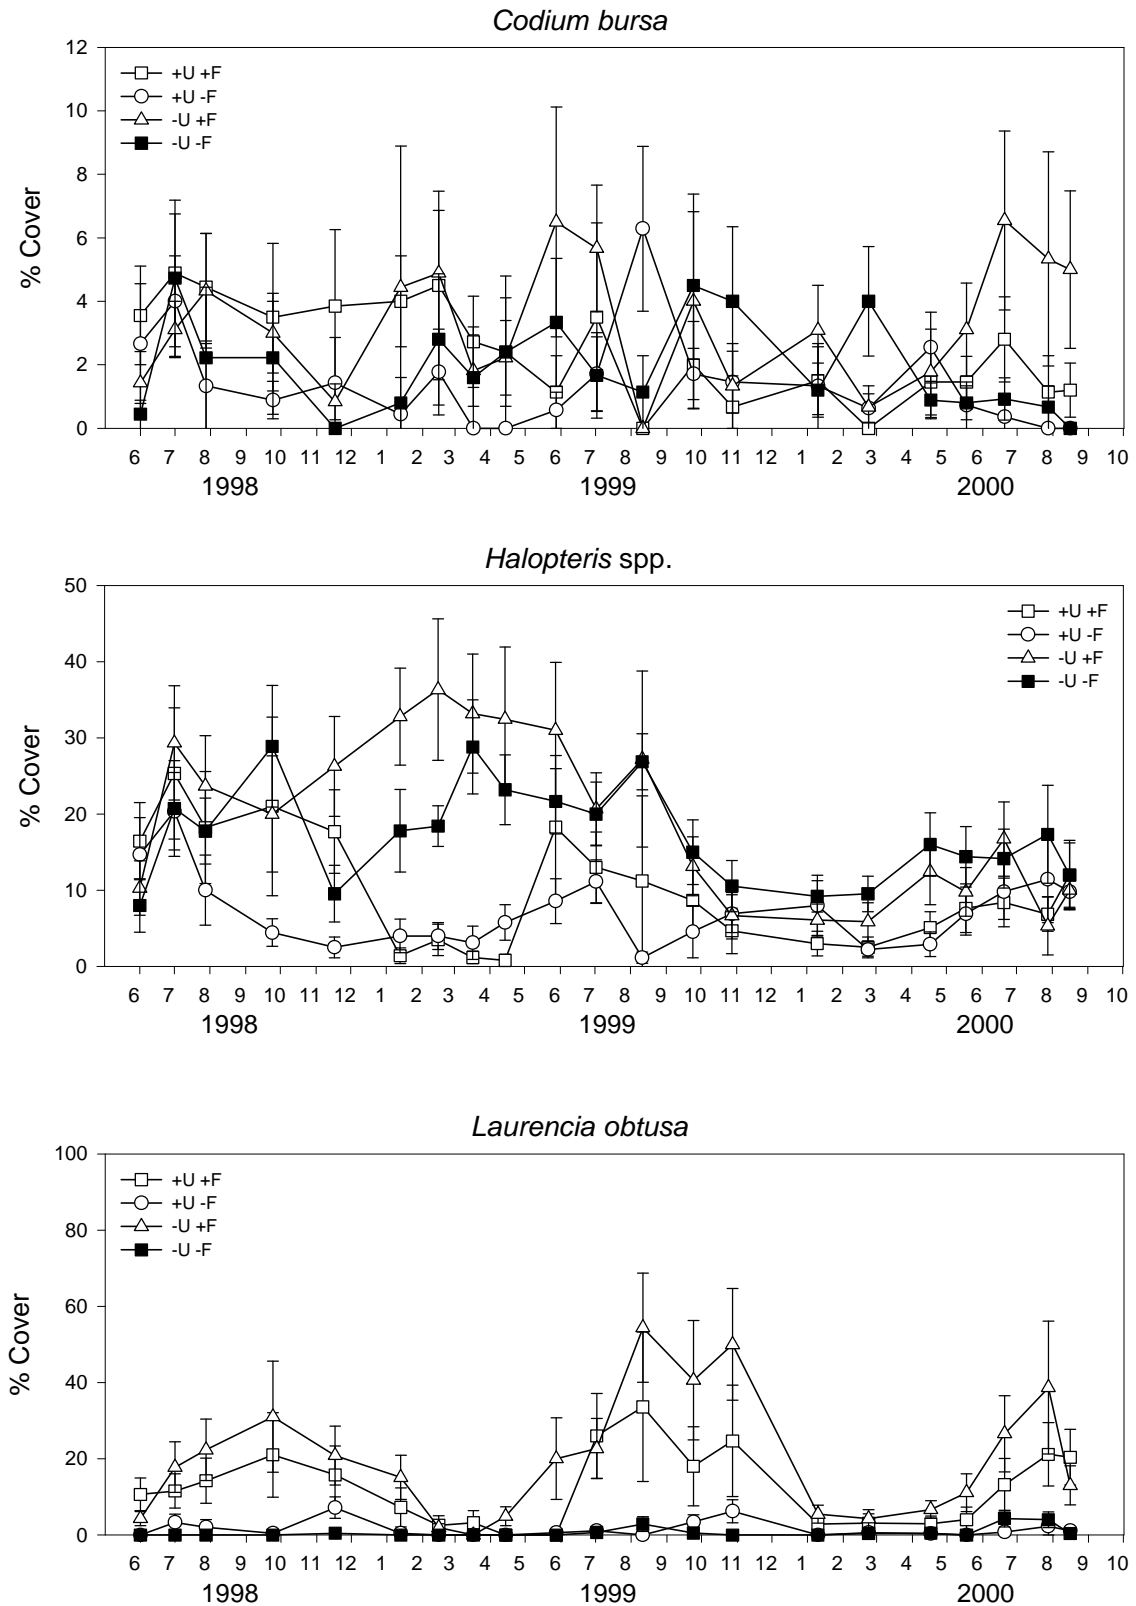 Codium bursa
12
10
8
6
4
2
0
% Cover
+U +F
+U -F
-U +F
-U -F
6 7 8 9 10 11 12 1 2 3 4 5 6 7 8 9 10 11 12 1 2 3 4 5 6 7 8 9 10
1998 1999 2000
Halopteris spp.
50
40
30
20
10
0
% Cover
+U +F
+U -F
-U +F
-U -F
6 7 8 9 10 11 12 1 2 3 4 5 6 7 8 9 10 11 12 1 2 3 4 5 6 7 8 9 10
1998 1999 2000
Laurencia obtusa
100
80
60
40
20
0
% Cover
+U +F
+U -F
-U +F
-U -F
6 7 8 9 10 11 12 1 2 3 4 5 6 7 8 9 10 11 12 1 2 3 4 5 6 7 8 9 10
1998 1999 2000